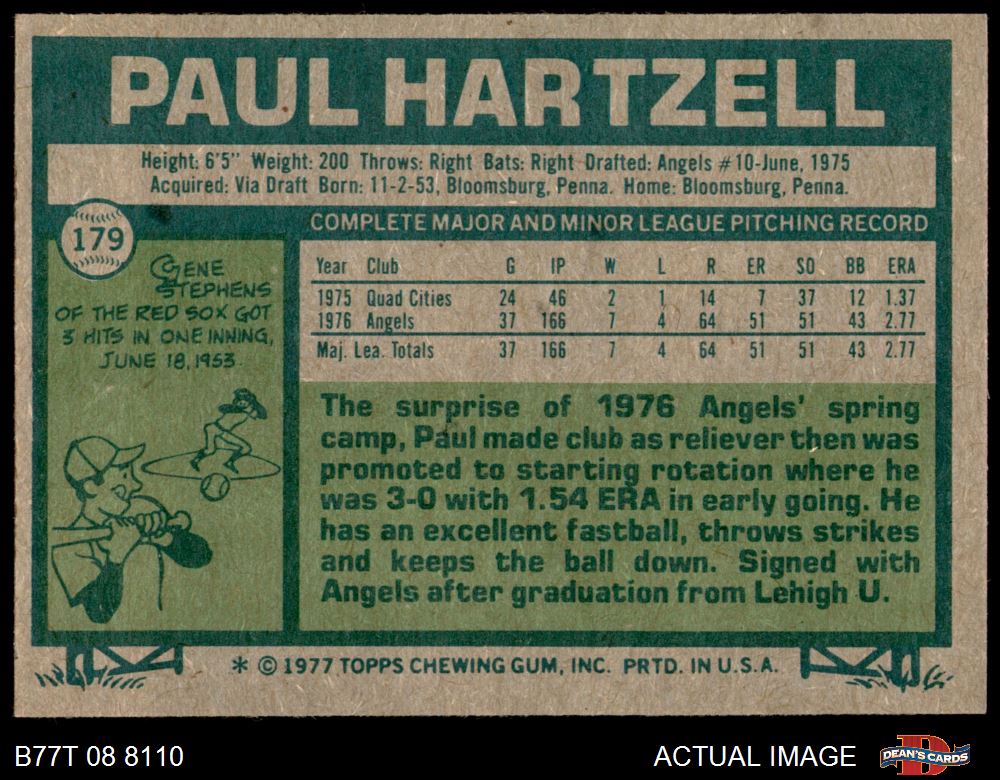 PAUL HARTZELL
Height: 6'5" Weight: 200 Throws: Right Bats: Right Drafted: Angels #10-June, 1975
Acquired: Via Draft Born: 11-2-53, Bloomsburg, Penna. Home: Bloomsburg, Penna.
179
GENE
STEPHENS
OF THE RED SOX GOT
3 HITS IN ONE INNING,
JUNE 18, 1953.
COMPLETE MAJOR AND MINOR LEAGUE PITCHING RECORD
Year Club G IP W L R ER SO BB ERA
1975 Quad Cities 24 46 2 1 14 7 37 12 1.37
1976 Angels 37 166 7 4 64 51 51 43 2.77
Maj. Lea. Totals 37 166 7 4 64 51 51 43 2.77
The surprise of 1976 Angels' spring
camp, Paul made club as reliever then was
promoted to starting rotation where he
was 3-0 with 1.54 ERA in early going. He
has an excellent fastball, throws strikes
and keeps the ball down. Signed with
Angels after graduation from Lehigh U.
* © 1977 TOPPS CHEWING GUM, INC. PRTD. IN U.S.A.
B77T 08 8110
ACTUAL IMAGE
D
DEAN'S CARDS